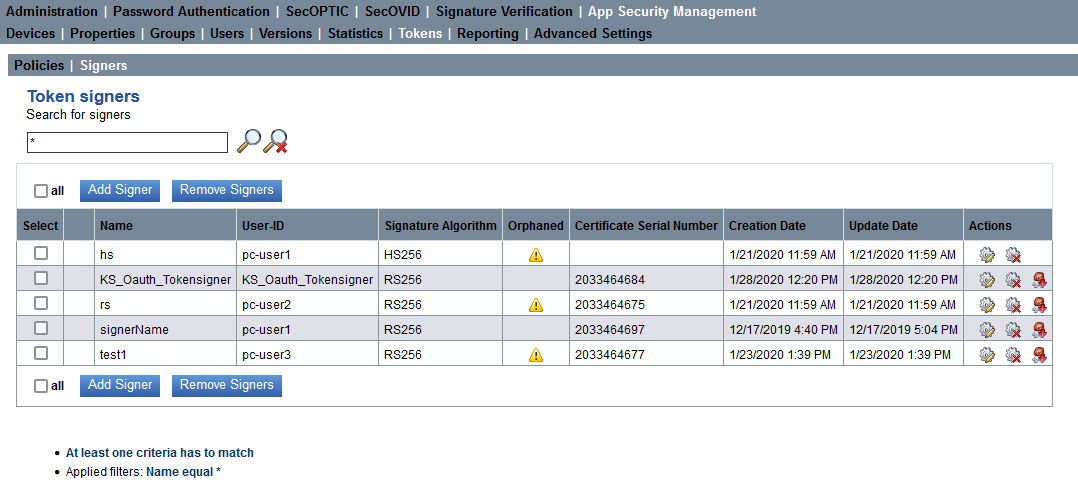 Administration | Password Authentication | SecOPTIC | SecOVID | Signature Verification | App Security Management
Devices | Properties | Groups | Users | Versions | Statistics | Tokens | Reporting | Advanced Settings
Policies | Signers
Token signers
Search for signers
*
all Add Signer Remove Signers
Select Name User-ID Signature Algorithm Orphaned Certificate Serial Number Creation Date Update Date Actions
hs pc-user1 HS256 1/21/2020 11:59 AM 1/21/2020 11:59 AM
KS_Oauth_Tokensigner KS_Oauth_Tokensigner RS256 2033464684 1/28/2020 12:20 PM 1/28/2020 12:20 PM
rs pc-user2 RS256 2033464675 1/21/2020 11:59 AM 1/21/2020 11:59 AM
signerName pc-user1 RS256 2033464697 12/17/2019 4:40 PM 12/17/2019 5:04 PM
test1 pc-user3 RS256 2033464677 1/23/2020 1:39 PM 1/23/2020 1:39 PM
all Add Signer Remove Signers
• At least one criteria has to match
• Applied filters: Name equal *